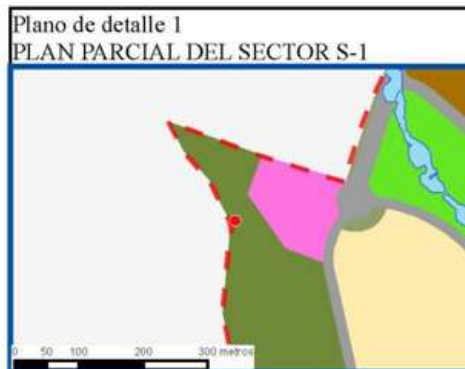 Plano de detalle 1
PLAN PARCIAL DEL SECTOR S-1
0 50 100 200 300 metros